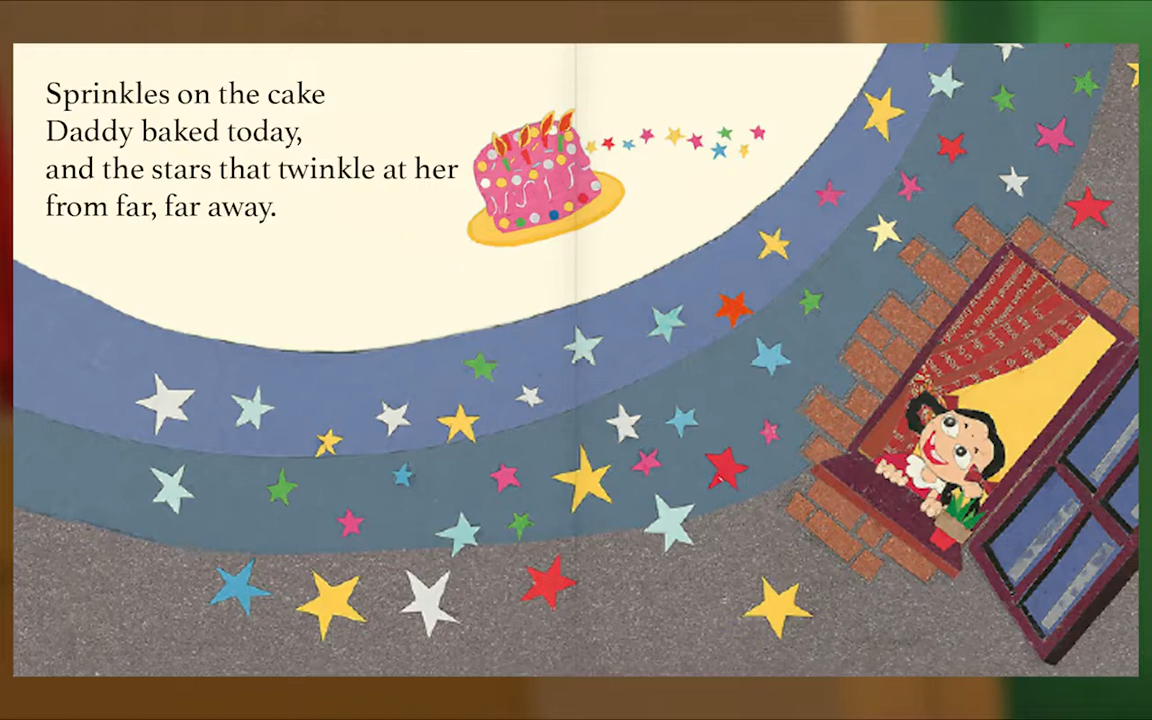 Sprinkles on the cake
Daddy baked today,
and the stars that twinkle at her
from far, far away.